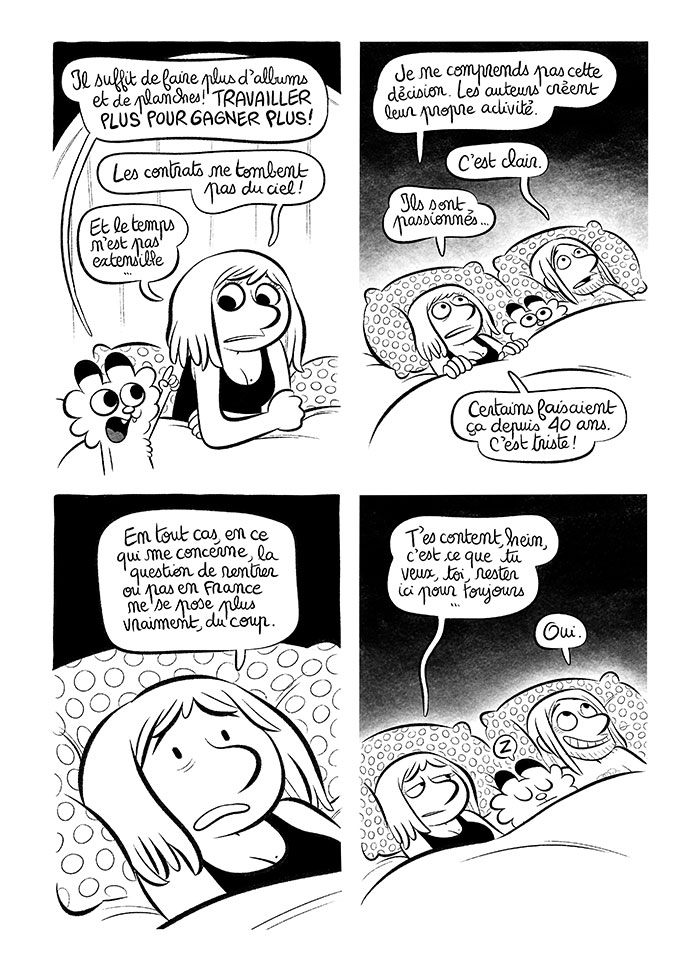 Il suffit de faire plus d'albums
et de planches! TRAVAILLER
PLUS POUR GAGNER PLUS!
Les contrats ne tombent
pas du ciel!
Et le temps
n'est pas
extensible
...
Je ne comprends pas cette
décision. Les auteurs créent
leur propre activité.
C'est clair.
Ils sont
passionnés...
Certains faisaient
ça depuis 40 ans.
C'est triste!
En tout cas, en ce
qui me concerne, la
question de rentrer
ou pas en France
ne se pose plus
vraiment, du coup.
T'es content, hein,
c'est ce que tu
veux, toi, rester
ici pour toujours
...
Oui.
Z